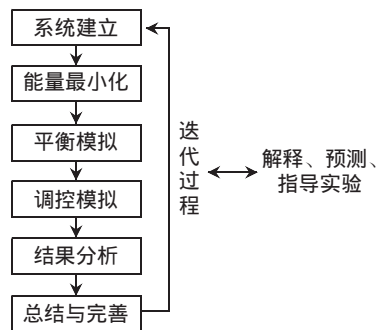 系统建立
能量最小化
平衡模拟
调控模拟
结果分析
总结与完善
迭
代
过
程
解释、预测、
指导实验